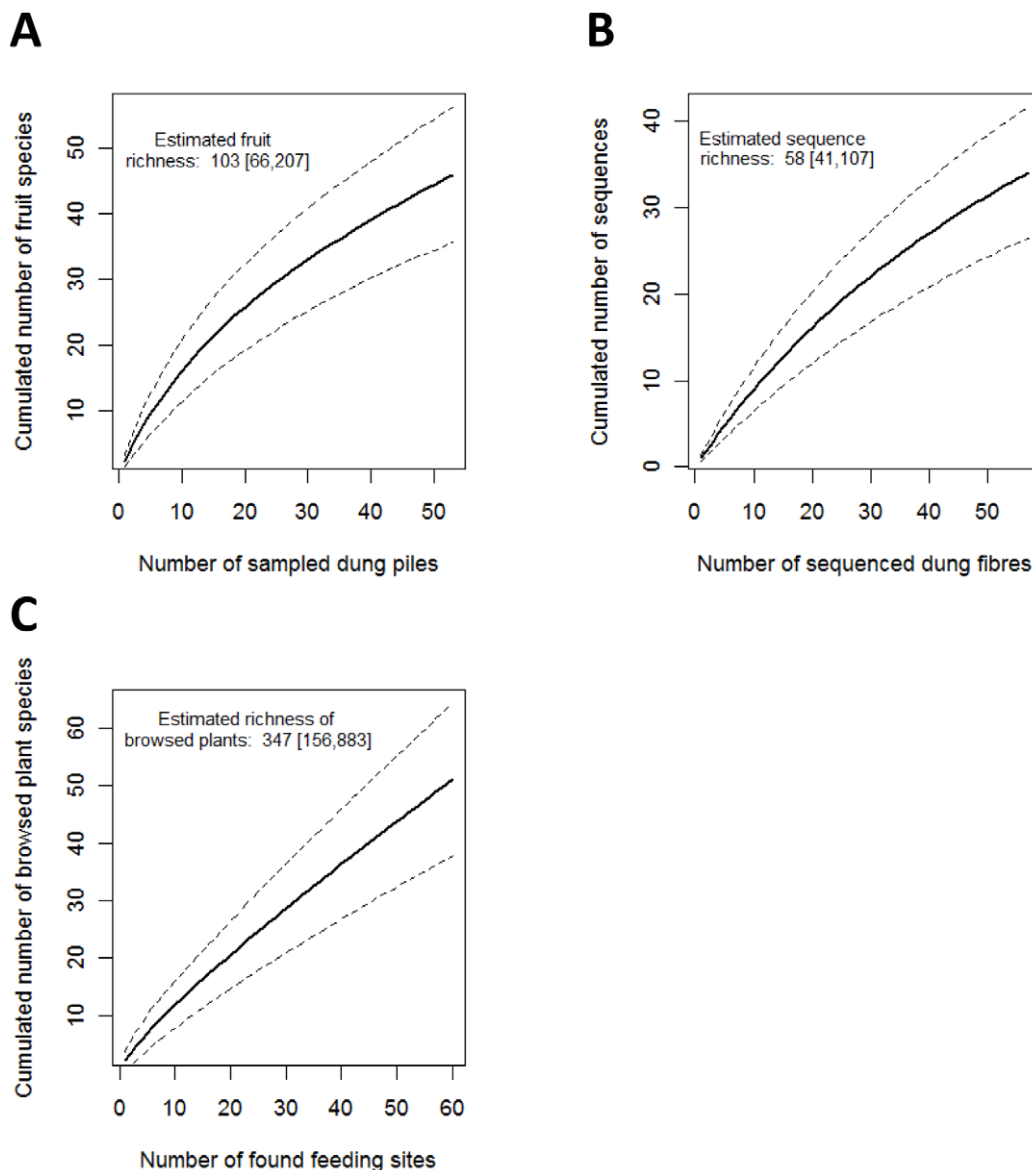 A
Estimated fruit
richness: 103 [66,207]
Cumulated number of fruit species
10
20
30
40
50
0 10 20 30 40 50
Number of sampled dung piles
B
Estimated sequence
richness: 58 [41,107]
Cumulated number of sequences
0
10
20
30
40
0 10 20 30 40 50
Number of sequenced dung fibres
C
Estimated richness of
browsed plants: 347 [156,883]
Cumulated number of browsed plant species
10
20
30
40
50
60
0 10 20 30 40 50 60
Number of found feeding sites